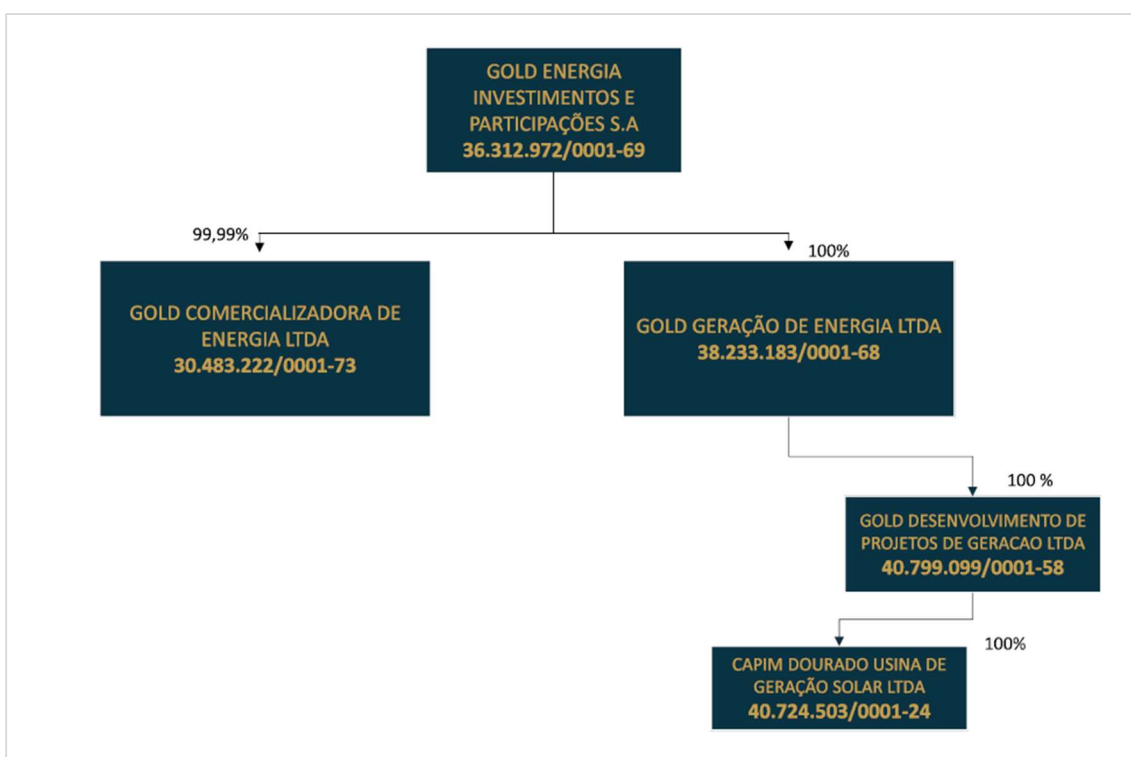 GOLD ENERGIA
INVESTIMENTOS E
PARTICIPAÇÕES S.A
36.312.972/0001-69
99,99%
100%
GOLD COMERCIALIZADORA DE
ENERGIA LTDA
30.483.222/0001-73
GOLD GERAÇÃO DE ENERGIA LTDA
38.233.183/0001-68
100 %
GOLD DESENVOLVIMENTO DE
PROJETOS DE GERACAO LTDA
40.799.099/0001-58
100%
CAPIM DOURADO USINA DE
GERAÇÃO SOLAR LTDA
40.724.503/0001-24